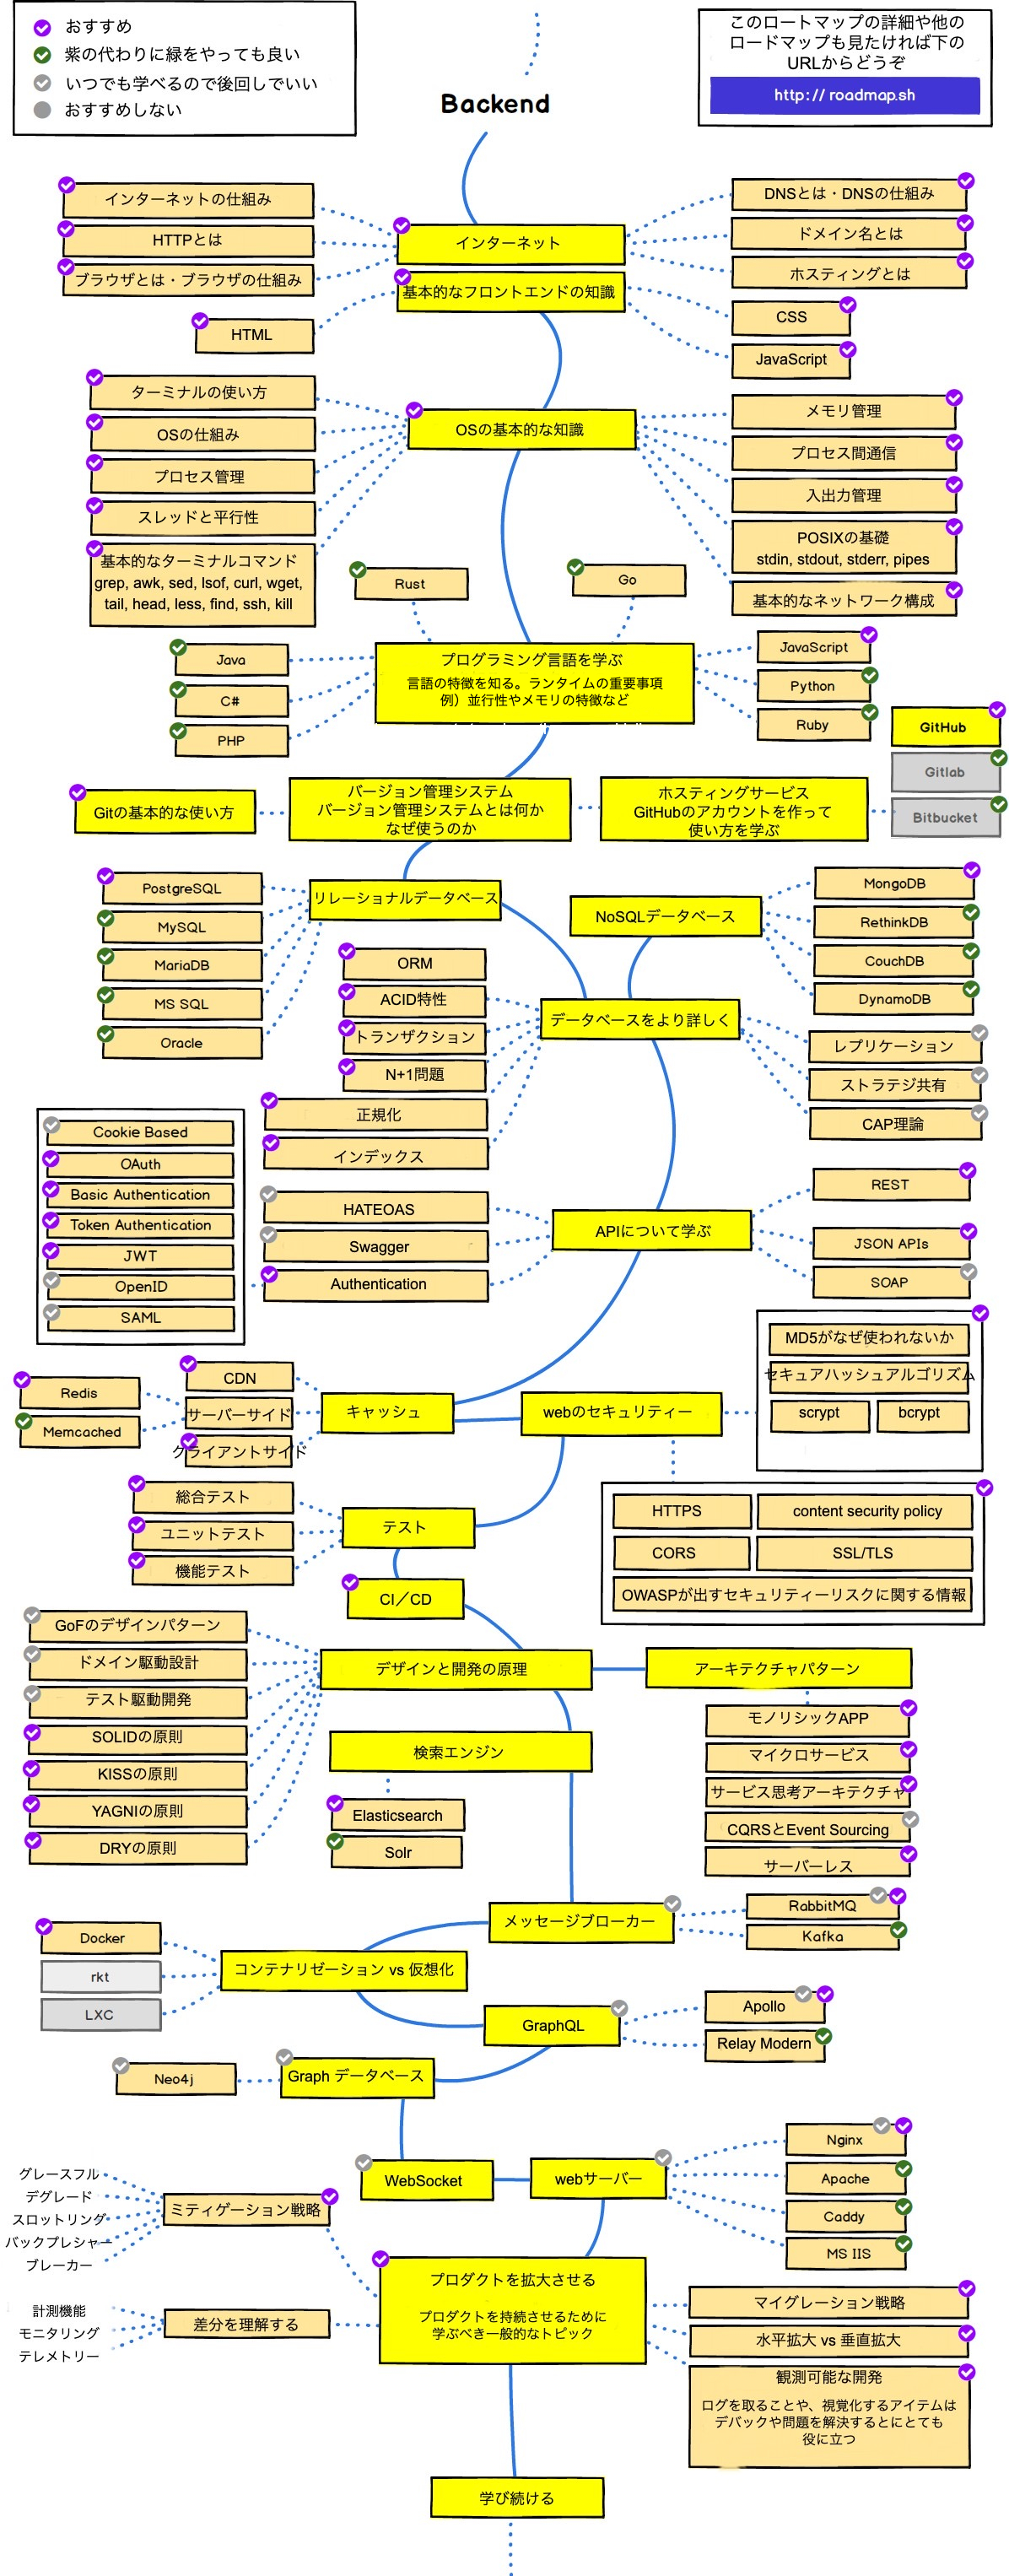 おすすめ
紫の代わりに緑をやっても良い
いつでも学べるので後回しでいい
おすすめしない
このロートマップの詳細や他の
ロードマップも見たければ下の
URLからどうぞ
http:// roadmap.sh
Backend
インターネットの仕組み
HTTPとは
ブラウザとは・ブラウザの仕組み
インターネット
DNSとは・DNSの仕組み
ドメイン名とは
ホスティングとは
基本的なフロントエンドの知識
HTML
CSS
JavaScript
ターミナルの使い方
OSの仕組み
プロセス管理
スレッドと平行性
基本的なターミナルコマンド
grep, awk, sed, lsof, curl, wget,
tail, head, less, find, ssh, kill
OSの基本的な知識
メモリ管理
プロセス間通信
入出力管理
POSIXの基礎
stdin, stdout, stderr, pipes
基本的なネットワーク構成
Rust
Go
Java
C#
PHP
プログラミング言語を学ぶ
言語の特徴を知る。ランタイムの重要事項
例）並行性やメモリの特徴など
JavaScript
Python
Ruby
GitHub
Gitlab
Bitbucket
Gitの基本的な使い方
バージョン管理システム
バージョン管理システムとは何か
なぜ使うのか
ホスティングサービス
GitHubのアカウントを作って
使い方を学ぶ
PostgreSQL
MySQL
MariaDB
MS SQL
Oracle
リレーショナルデータベース
NoSQLデータベース
MongoDB
RethinkDB
CouchDB
DynamoDB
ORM
ACID特性
トランザクション
N+1問題
正規化
インデックス
データベースをより詳しく
レプリケーション
ストラテジ共有
CAP理論
Cookie Based
OAuth
Basic Authentication
Token Authentication
JWT
OpenID
SAML
HATEOAS
Swagger
Authentication
APIについて学ぶ
REST
JSON APIs
SOAP
MD5がなぜ使われないか
セキュアハッシュアルゴリズム
scrypt
bcrypt
Redis
Memcached
CDN
サーバーサイド
クライアントサイド
キャッシュ
webのセキュリティー
HTTPS
content security policy
CORS
SSL/TLS
OWASPが出すセキュリティーリスクに関する情報
総合テスト
ユニットテスト
機能テスト
テスト
CI／CD
GoFのデザインパターン
ドメイン駆動設計
テスト駆動開発
SOLIDの原則
KISSの原則
YAGNIの原則
DRYの原則
デザインと開発の原理
アーキテクチャパターン
モノリシックAPP
マイクロサービス
サービス思考アーキテクチャ
CQRSとEvent Sourcing
サーバーレス
検索エンジン
Elasticsearch
Solr
メッセージブローカー
RabbitMQ
Kafka
Docker
rkt
LXC
コンテナリゼーション vs 仮想化
GraphQL
Apollo
Relay Modern
Neo4j
Graph データベース
WebSocket
webサーバー
Nginx
Apache
Caddy
MS IIS
グレースフル
デグレード
スロットリング
バックプレシャー
ブレーカー
ミティゲーション戦略
計測機能
モニタリング
テレメトリー
差分を理解する
プロダクトを拡大させる
プロダクトを持続させるために
学ぶべき一般的なトピック
マイグレーション戦略
水平拡大 vs 垂直拡大
観測可能な開発
ログを取ることや、視覚化するアイテムは
デバックや問題を解決するとにとても
役に立つ
学び続ける